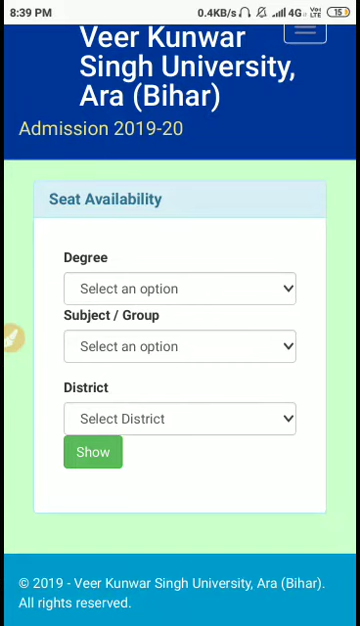 8:39 PM 0.4KB/s 4G VoLTE 15
Veer Kunwar
Singh University,
Ara (Bihar)
Admission 2019-20
Seat Availability
Degree
Select an option
Subject / Group
Select an option
District
Select District
Show
© 2019 - Veer Kunwar Singh University, Ara (Bihar).
All rights reserved.